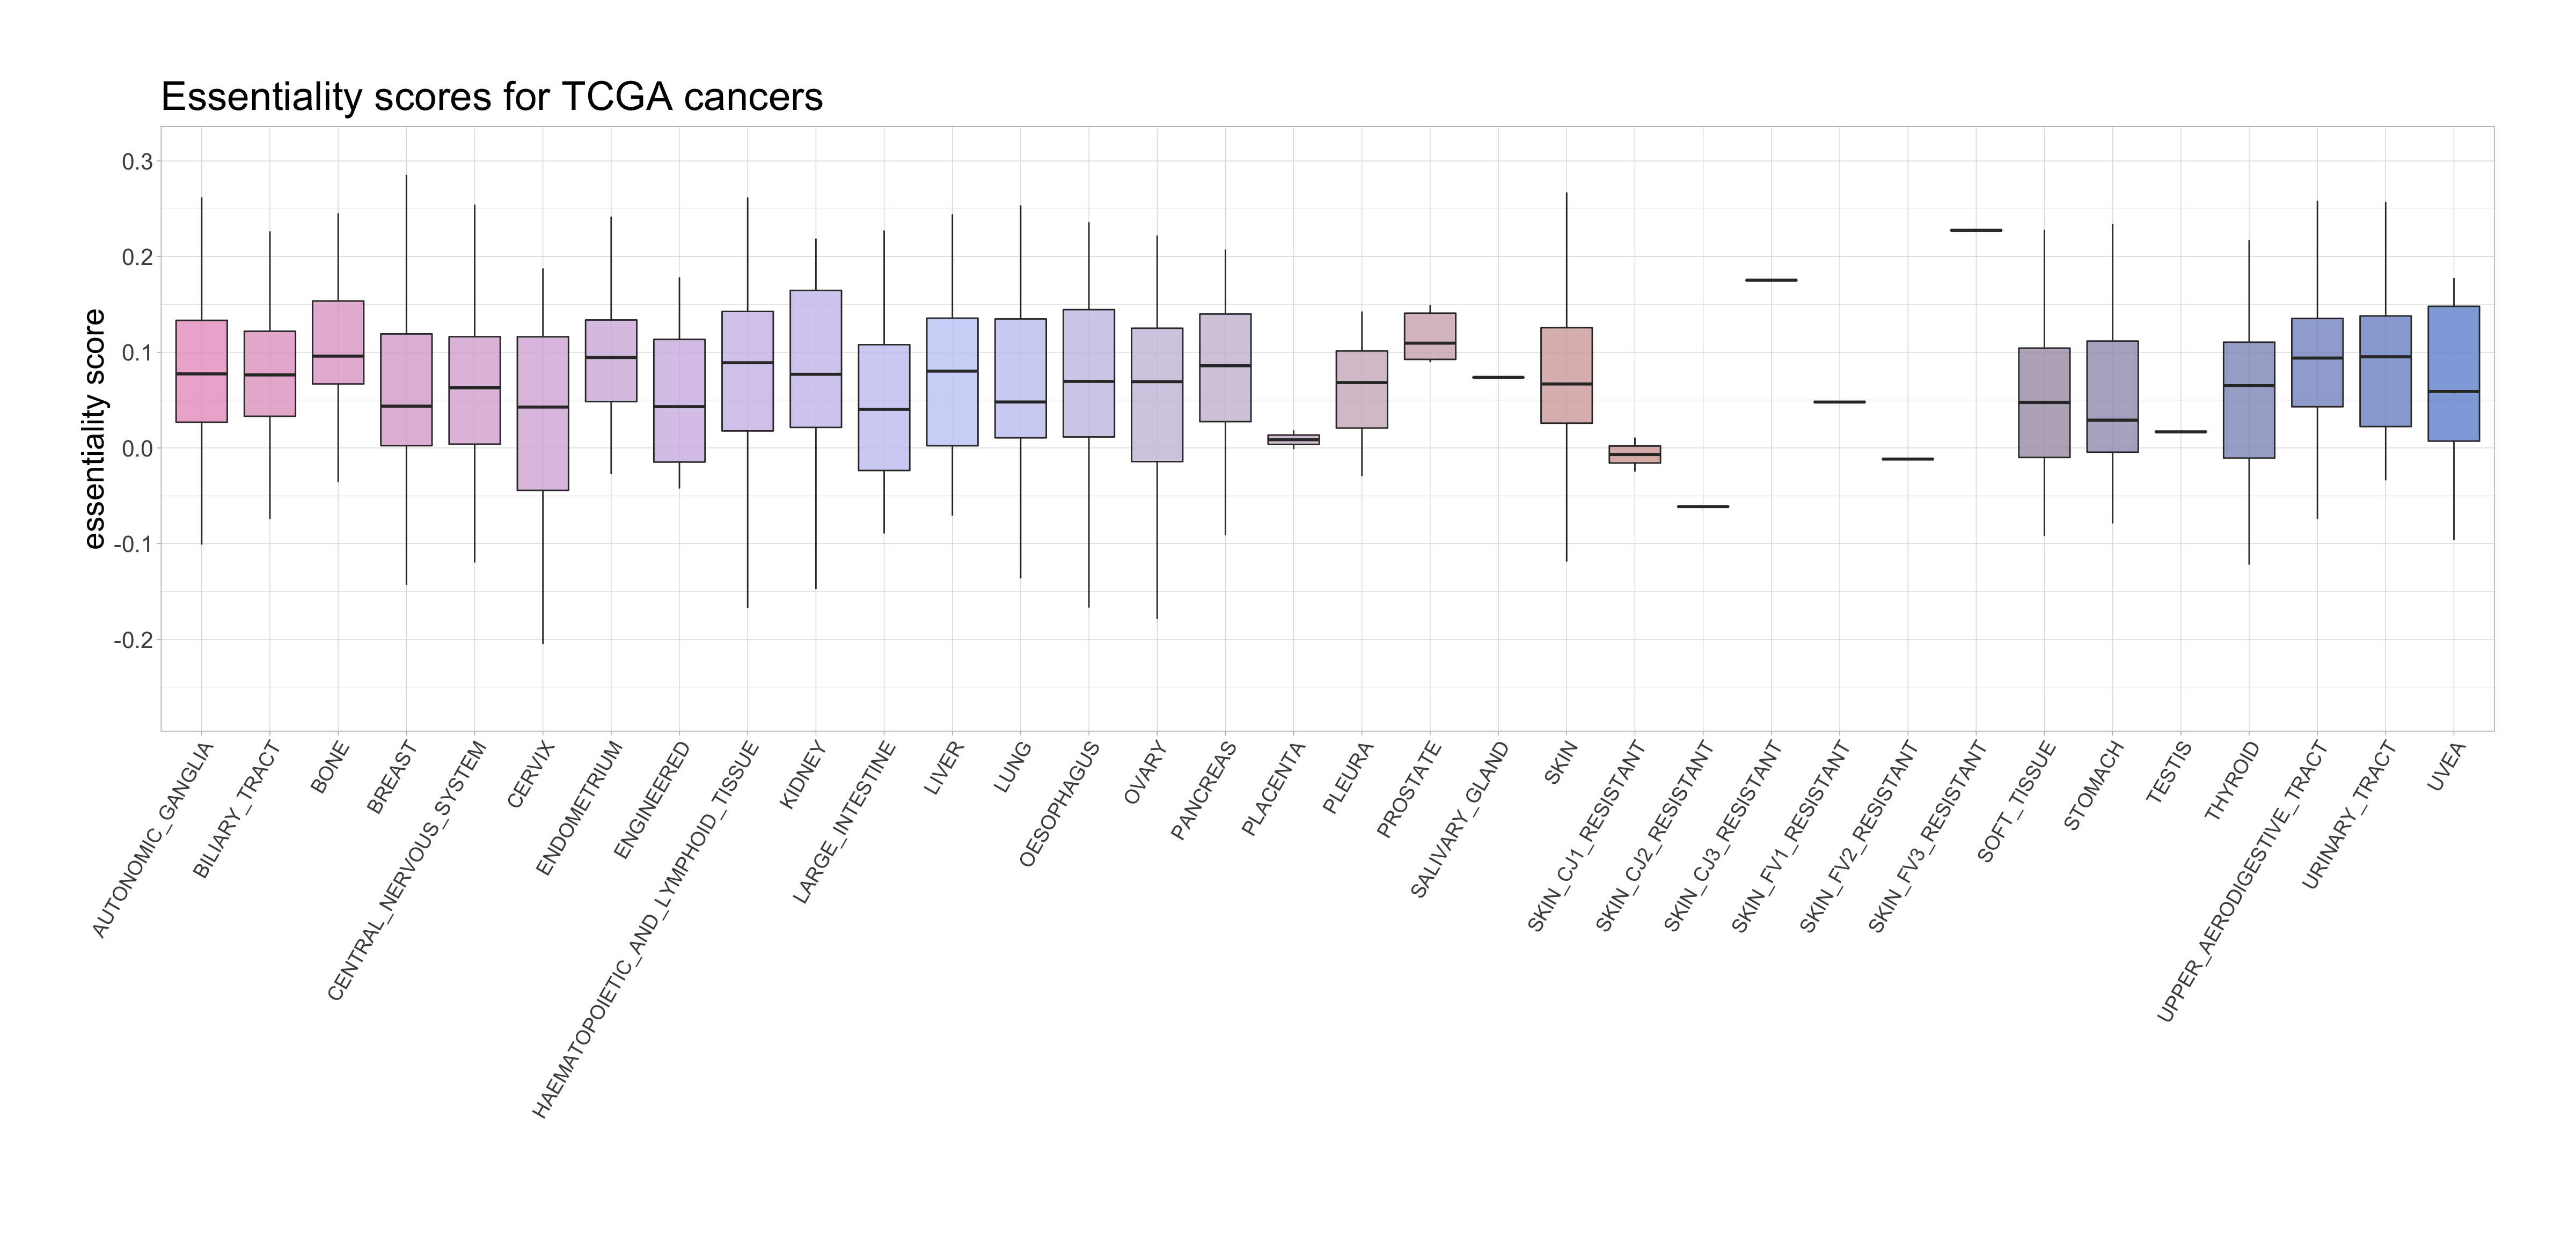 Essentiality scores for TCGA cancers
essentiality score
0.3
0.2
0.1
0.0
-0.1
-0.2
AUTONOMIC_GANGLIA
BILIARY_TRACT
BONE
BREAST
CENTRAL_NERVOUS_SYSTEM
CERVIX
ENDOMETRIUM
ENGINEERED
HAEMATOPOIETIC_AND_LYMPHOID_TISSUE
KIDNEY
LARGE_INTESTINE
LIVER
LUNG
OESOPHAGUS
OVARY
PANCREAS
PLACENTA
PLEURA
PROSTATE
SALIVARY_GLAND
SKIN
SKIN_CJ1_RESISTANT
SKIN_CJ2_RESISTANT
SKIN_CJ3_RESISTANT
SKIN_FV1_RESISTANT
SKIN_FV2_RESISTANT
SKIN_FV3_RESISTANT
SOFT_TISSUE
STOMACH
TESTIS
THYROID
UPPER_AERODIGESTIVE_TRACT
URINARY_TRACT
UVEA